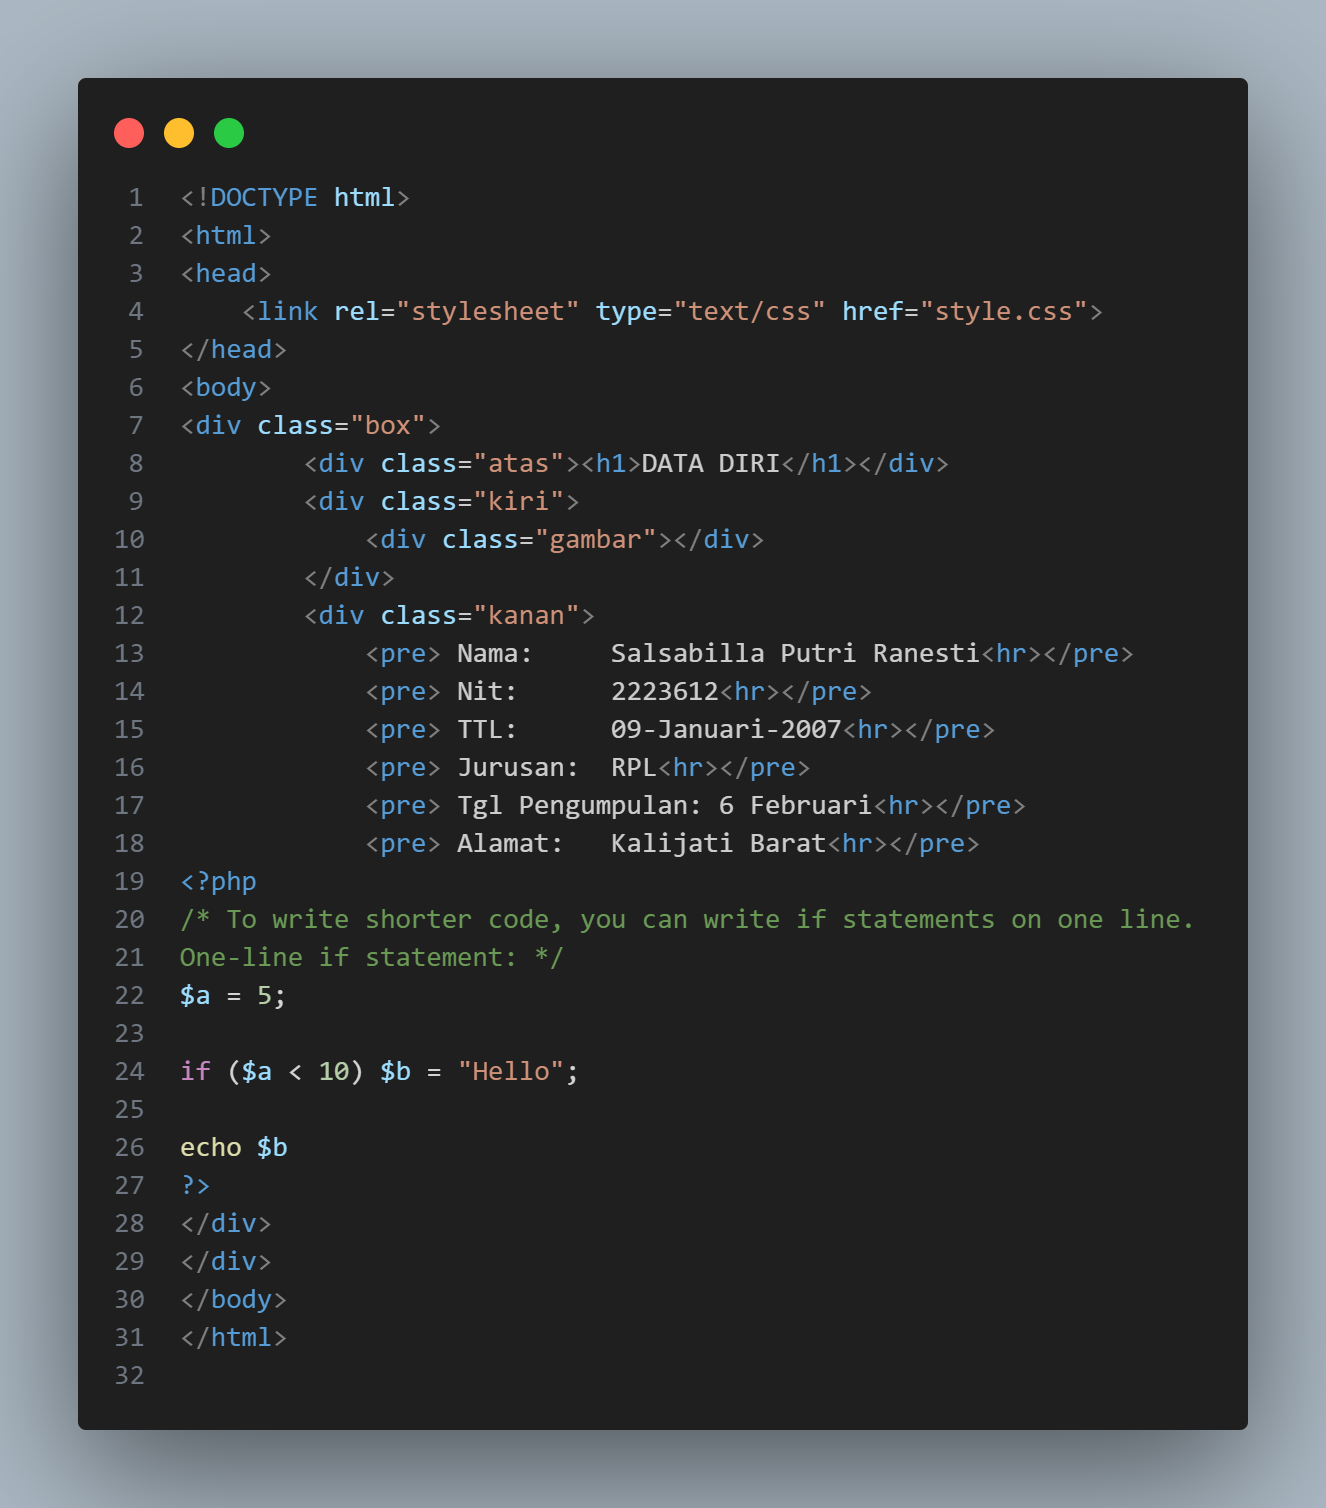 1 <!DOCTYPE html>
2 <html>
3 <head>
4     <link rel="stylesheet" type="text/css" href="style.css">
5 </head>
6 <body>
7 <div class="box">
8         <div class="atas"><h1>DATA DIRI</h1></div>
9         <div class="kiri">
10             <div class="gambar"></div>
11         </div>
12         <div class="kanan">
13             <pre> Nama:     Salsabilla Putri Ranesti<hr></pre>
14             <pre> Nit:      2223612<hr></pre>
15             <pre> TTL:      09-Januari-2007<hr></pre>
16             <pre> Jurusan:  RPL<hr></pre>
17             <pre> Tgl Pengumpulan: 6 Februari<hr></pre>
18             <pre> Alamat:   Kalijati Barat<hr></pre>
19 <?php
20 /* To write shorter code, you can write if statements on one line.
21 One-line if statement: */
22 $a = 5;
23
24 if ($a < 10) $b = "Hello";
25
26 echo $b
27 ?>
28 </div>
29 </div>
30 </body>
31 </html>
32